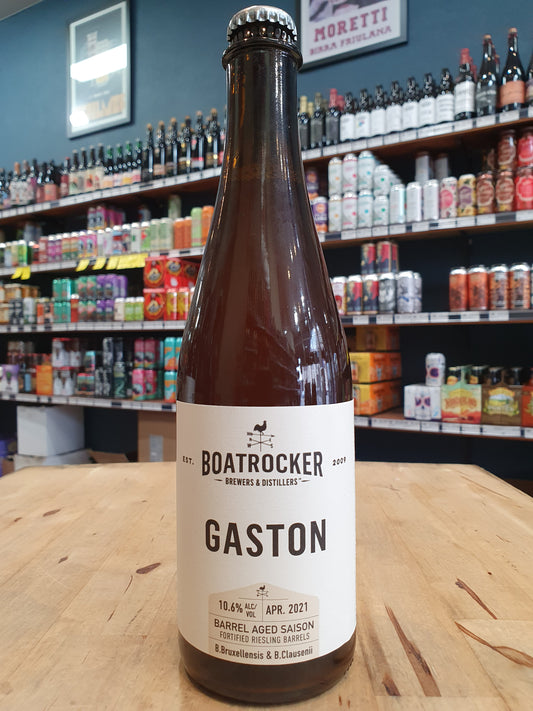 MORETTI
BIRRA FRIULANA
EST.
2009
BOATROCKER
BREWERS & DISTILLERS
GASTON
10.6% ALC/VOL
APR. 2021
BARREL AGED SAISON
FORTIFIED RIESLING BARRELS
B.Bruxellensis & B.Clausenii